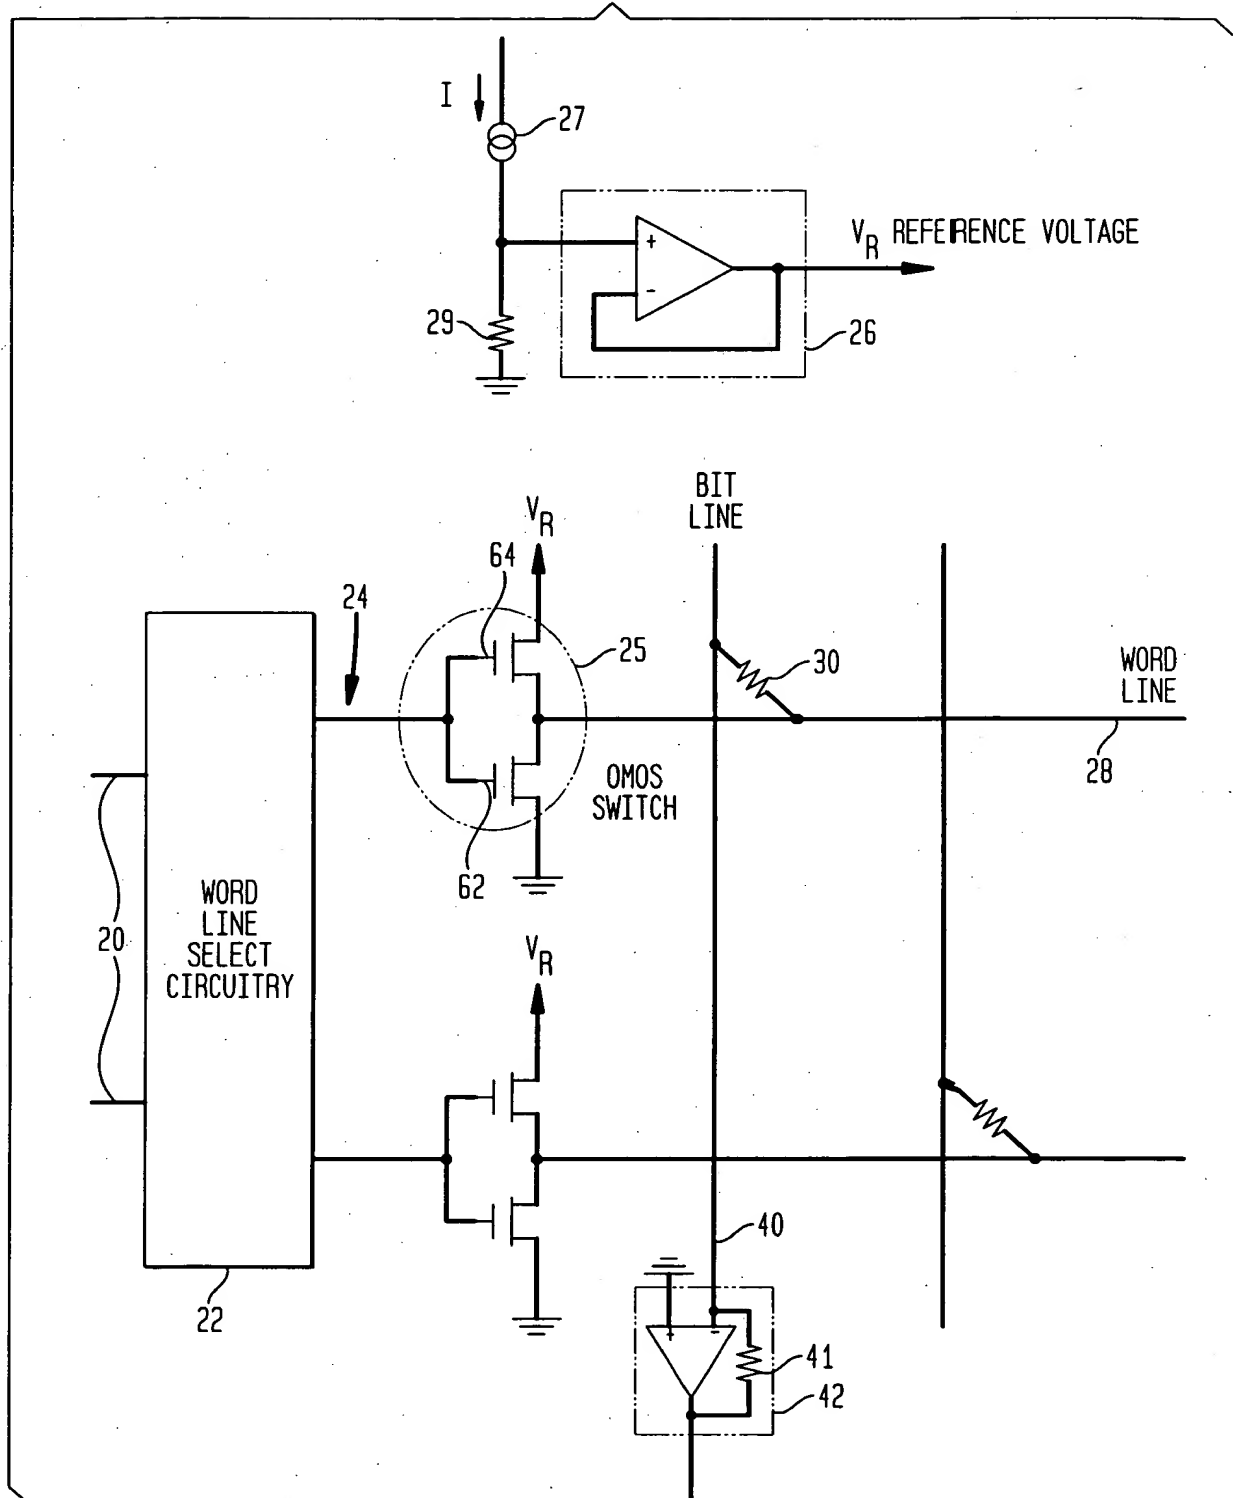 I
27
V_R REFERENCE VOLTAGE
+
-
29
26
BIT
LINE
V_R
64
24
25
30
WORD
LINE
28
OMOS
SWITCH
62
WORD
LINE
SELECT
CIRCUITRY
20
V_R
40
22
+
-
41
42